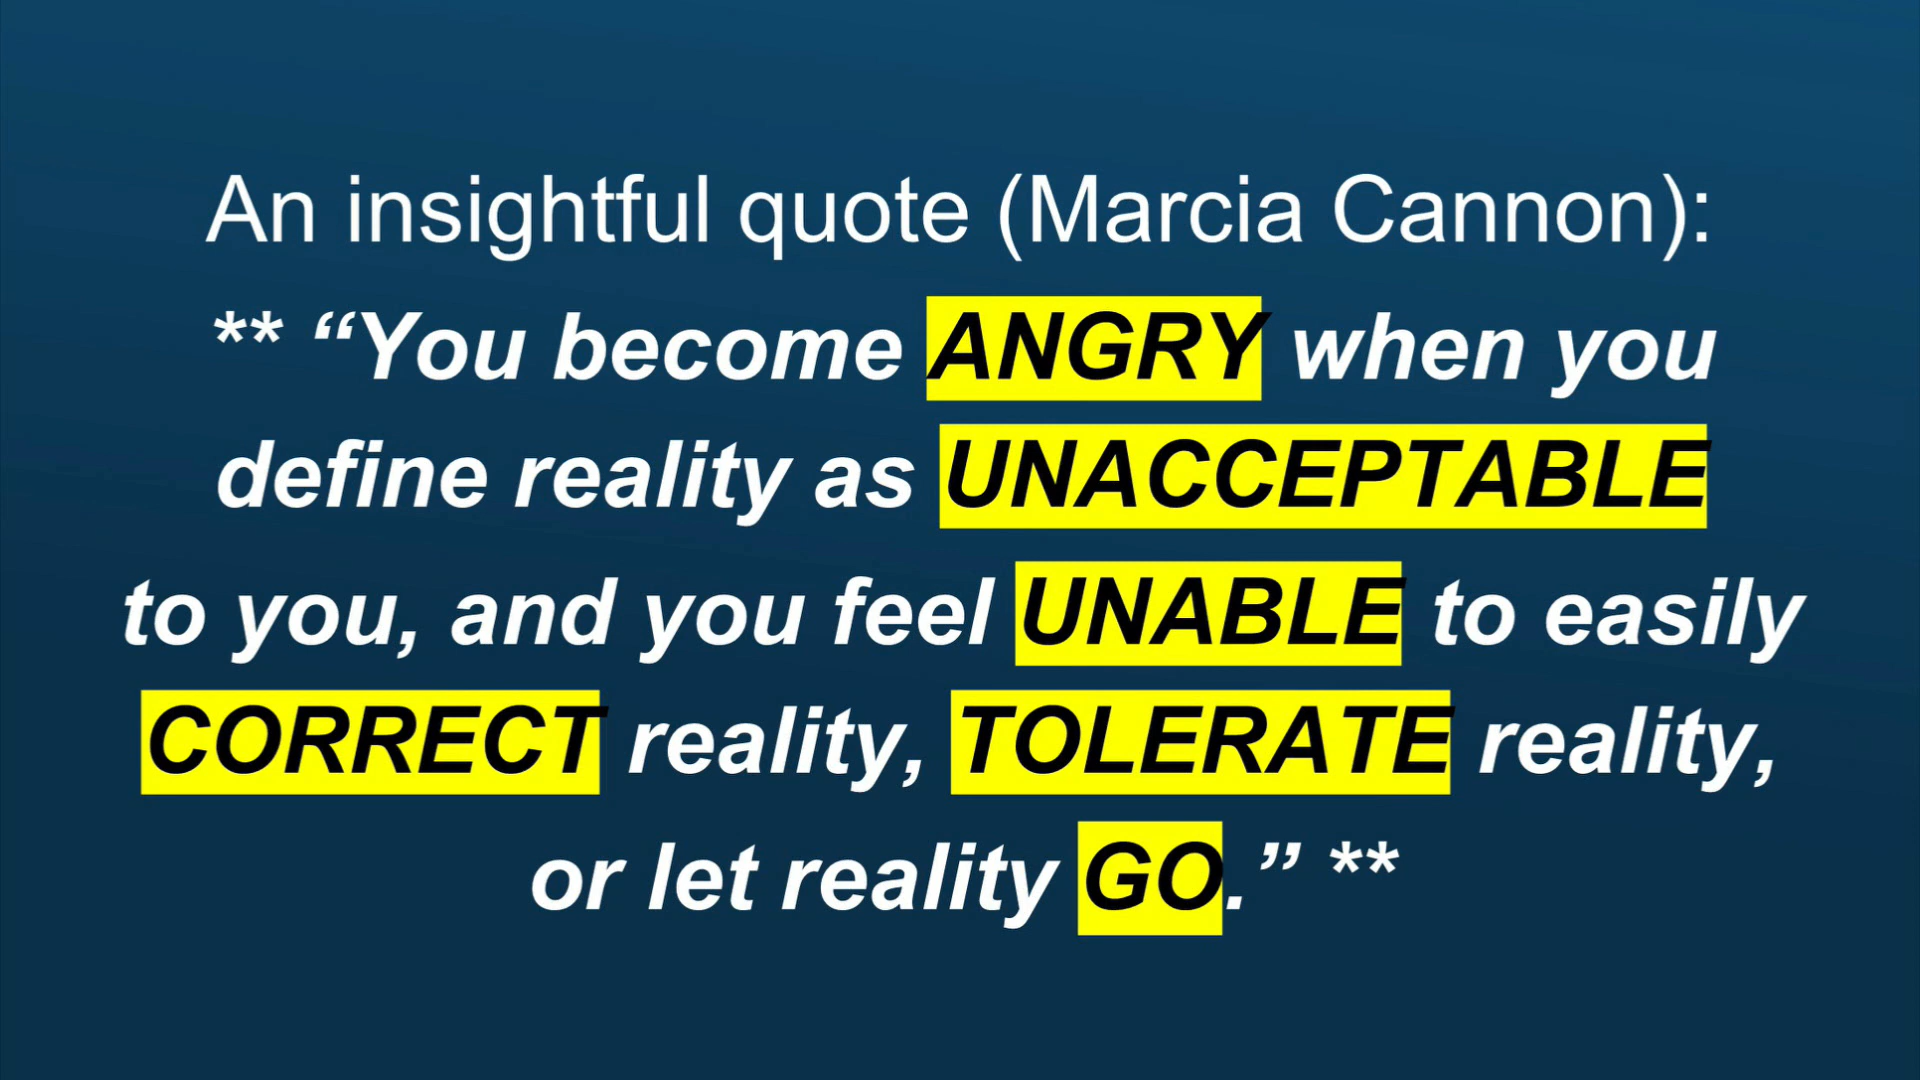 An insightful quote (Marcia Cannon):
** “You become ANGRY when you
define reality as UNACCEPTABLE
to you, and you feel UNABLE to easily
CORRECT reality, TOLERATE reality,
or let reality GO.” **